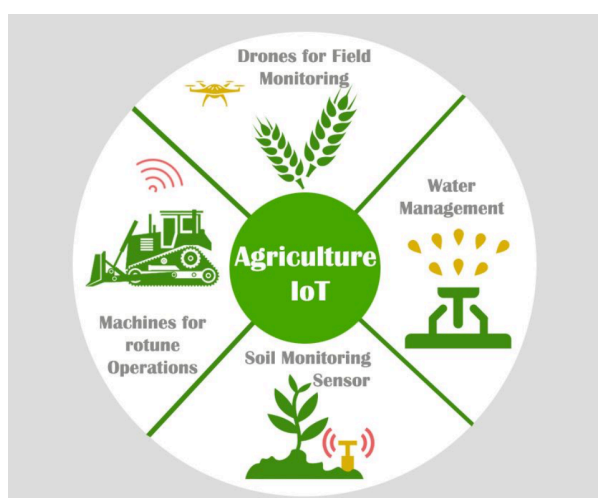 Drones for Field
Monitoring
Water
Management
Agriculture
IoT
Machines for
rotune
Operations
Soil Monitoring
Sensor